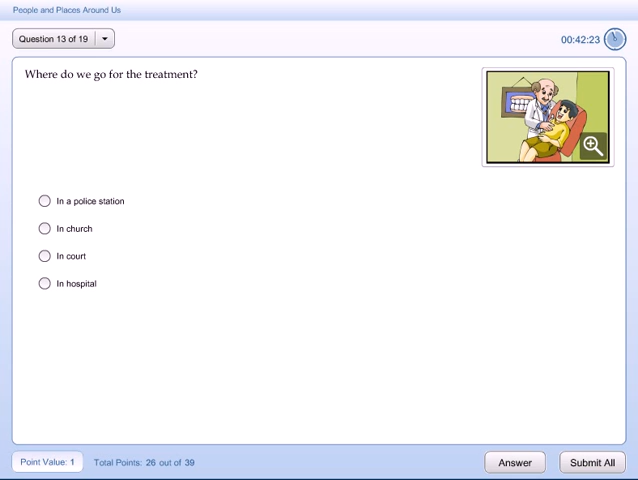 People and Places Around Us
Question 13 of 19
00:42:23
Where do we go for the treatment?
In a police station
In church
In court
In hospital
Point Value: 1
Total Points: 26 out of 39
Answer
Submit All